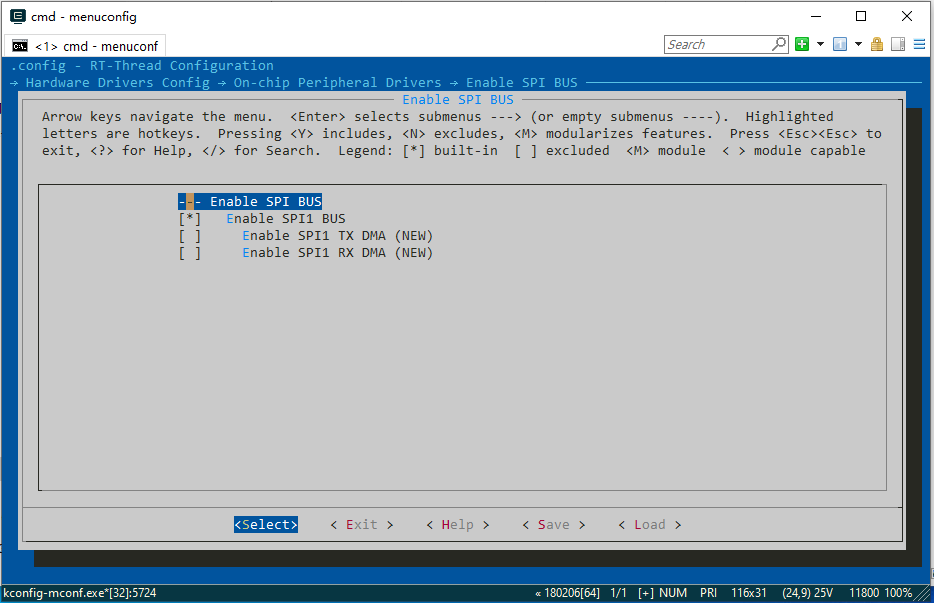 cmd - menuconfig
<1> cmd - menuconf
Search
.config - RT-Thread Configuration
→ Hardware Drivers Config → On-chip Peripheral Drivers → Enable SPI BUS
Enable SPI BUS
Arrow keys navigate the menu.  <Enter> selects submenus ---> (or empty submenus ----).  Highlighted
letters are hotkeys.  Pressing <Y> includes, <N> excludes, <M> modularizes features.  Press <Esc><Esc> to
exit, <?> for Help, </> for Search.  Legend: [*] built-in  [ ] excluded  <M> module  < > module capable
--- Enable SPI BUS
[*]   Enable SPI1 BUS
[ ]     Enable SPI1 TX DMA (NEW)
[ ]     Enable SPI1 RX DMA (NEW)
<Select>    < Exit >    < Help >    < Save >    < Load >
kconfig-mconf.exe*[32]:5724    « 180206[64]  1/1  [+] NUM  PRI  116x31  (24,9) 25V  11800 100%